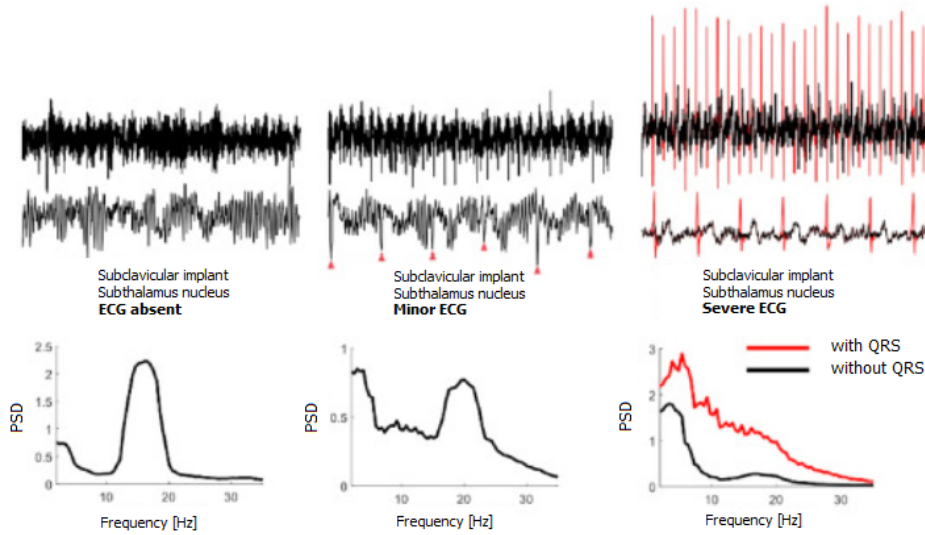 Subclavicular implant
Subthalamus nucleus
ECG absent
Subclavicular implant
Subthalamus nucleus
Minor ECG
Subclavicular implant
Subthalamus nucleus
Severe ECG
2.5
2
1.5
1
0.5
0
10
20
30
PSD
Frequency [Hz]
1
0.5
0
10
20
30
PSD
Frequency [Hz]
3
2
1
0
10
20
30
PSD
Frequency [Hz]
with QRS
without QRS